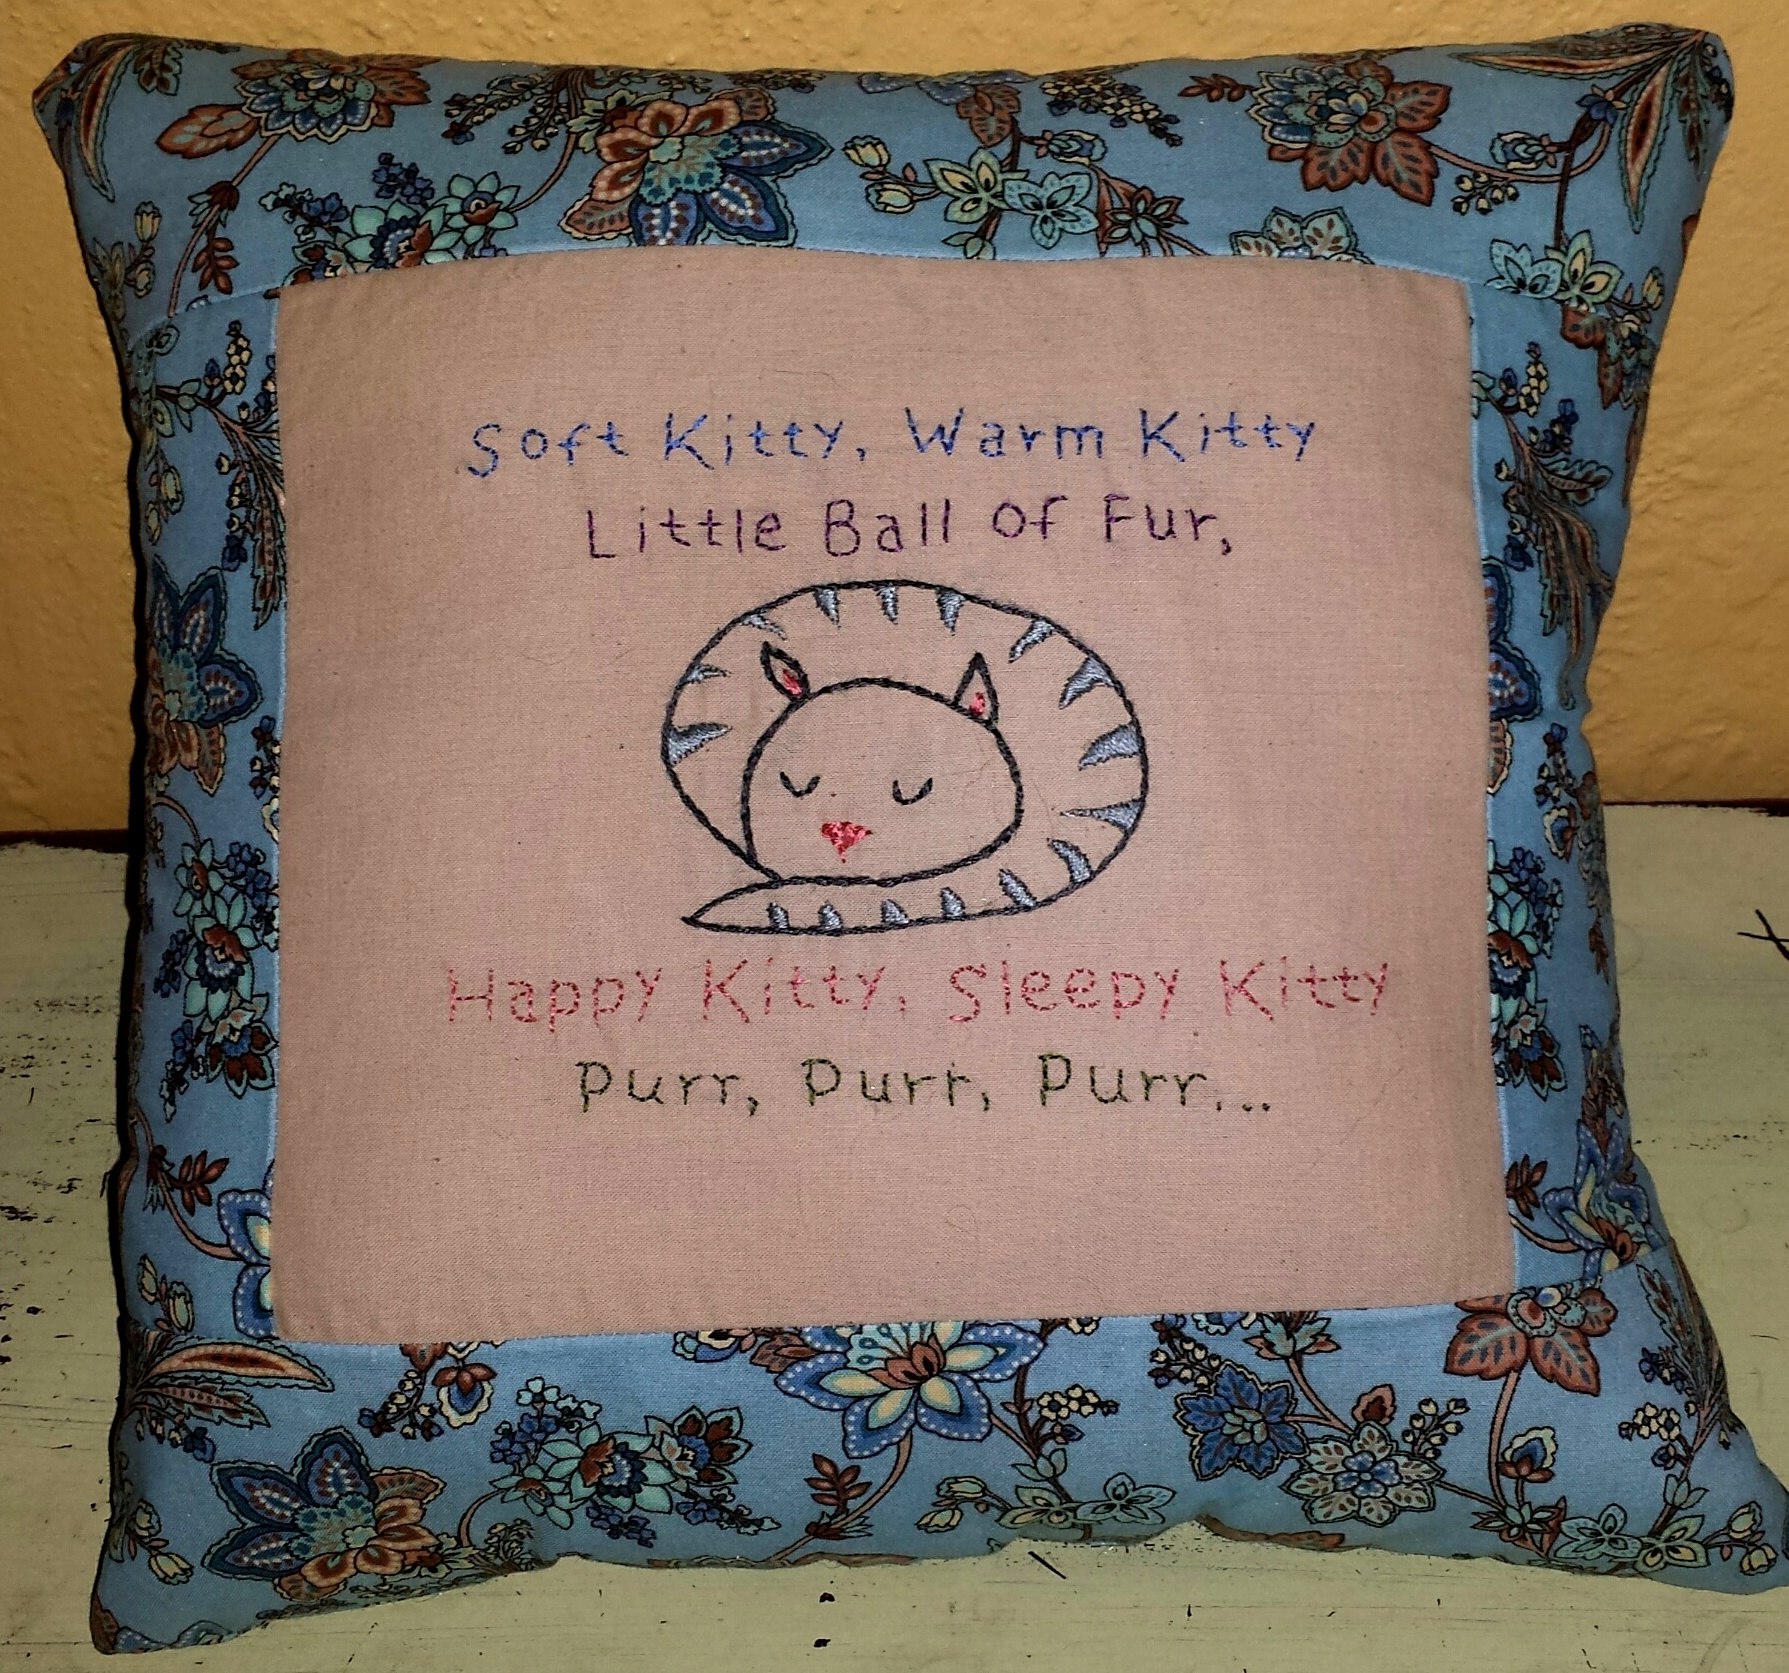 Soft Kitty, Warm Kitty
Little Ball of Fur,
Happy Kitty, Sleepy Kitty
Purr, Purr, Purr...